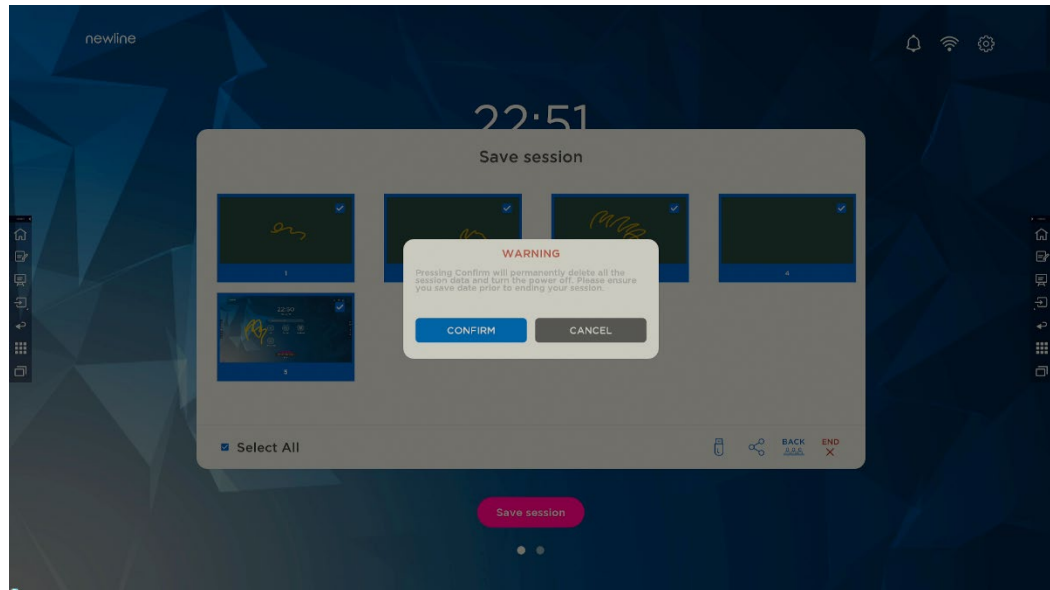 newline
22:51
Save session
WARNING
Pressing Confirm will permanently delete all the
session data and turn the power off. Please ensure
you save date prior to ending your session.
CONFIRM
CANCEL
1
4
5
Select All
BACK
END
Save session